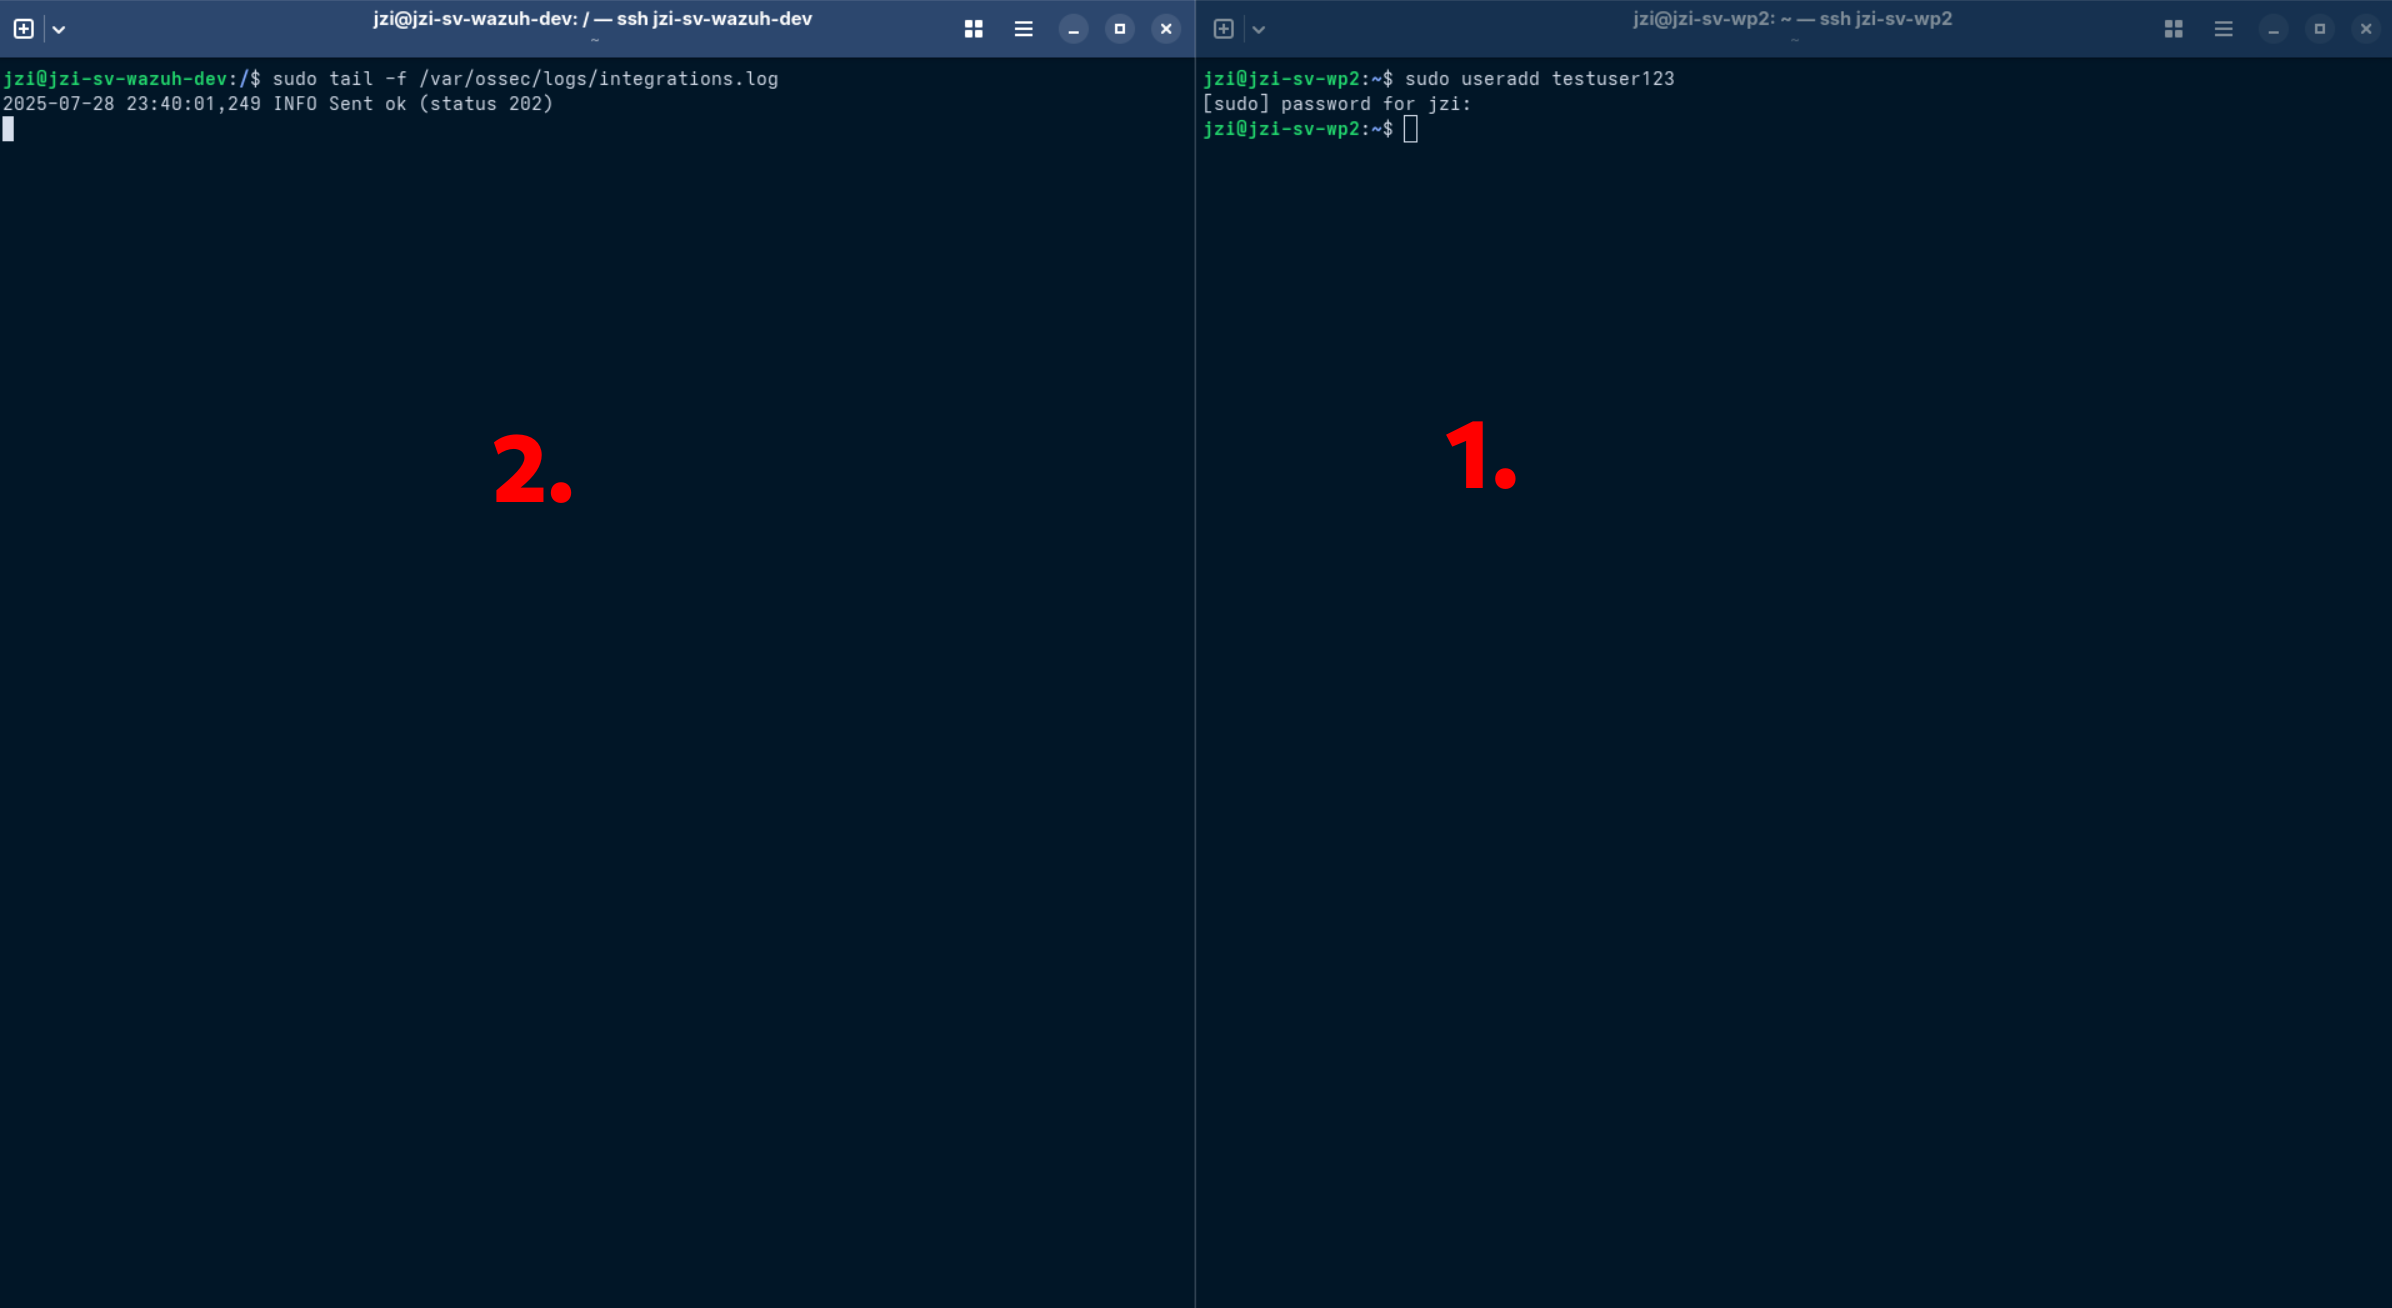 jzi@jzi-sv-wazuh-dev: / — ssh jzi-sv-wazuh-dev
~
jzi@jzi-sv-wazuh-dev:/$ sudo tail -f /var/ossec/logs/integrations.log
2025-07-28 23:40:01,249 INFO Sent ok (status 202)
2.
jzi@jzi-sv-wp2: ~ — ssh jzi-sv-wp2
~
jzi@jzi-sv-wp2:~$ sudo useradd testuser123
[sudo] password for jzi:
jzi@jzi-sv-wp2:~$
1.